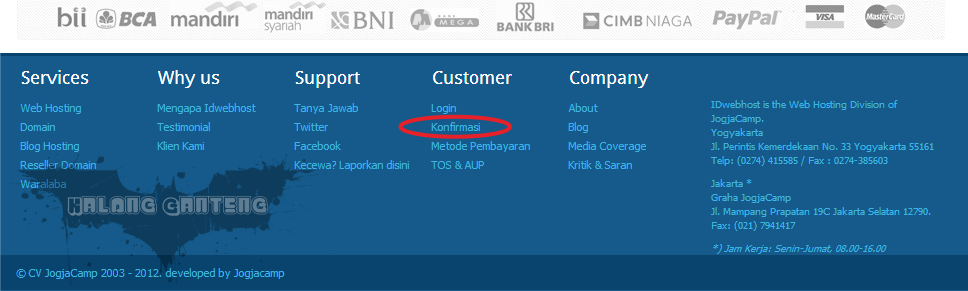 bii BCA mandiri mandiri syariah BNI BANK MEGA BANK BRI CIMB NIAGA PayPal VISA MasterCard
Services
Web Hosting
Domain
Blog Hosting
Reseller Domain
Waralaba
Why us
Mengapa Idwebhost
Testimonial
Klien Kami
Support
Tanya Jawab
Twitter
Facebook
Kecewa? Laporkan disini
Customer
Login
Konfirmasi
Metode Pembayaran
TOS & AUP
Company
About
Blog
Media Coverage
Kritik & Saran
IDwebhost is the Web Hosting Division of
JogjaCamp.
Yogyakarta
Jl. Perintis Kemerdekaan No. 33 Yogyakarta 55161
Telp: (0274) 415585 / Fax : 0274-385603
Jakarta *
Graha JogjaCamp
Jl. Mampang Prapatan 19C Jakarta Selatan 12790.
Fax: (021) 7941417
*) Jam Kerja: Senin-Jumat, 08.00-16.00
Kalong Ganteng
© CV JogjaCamp 2003 - 2012. developed by Jogjacamp